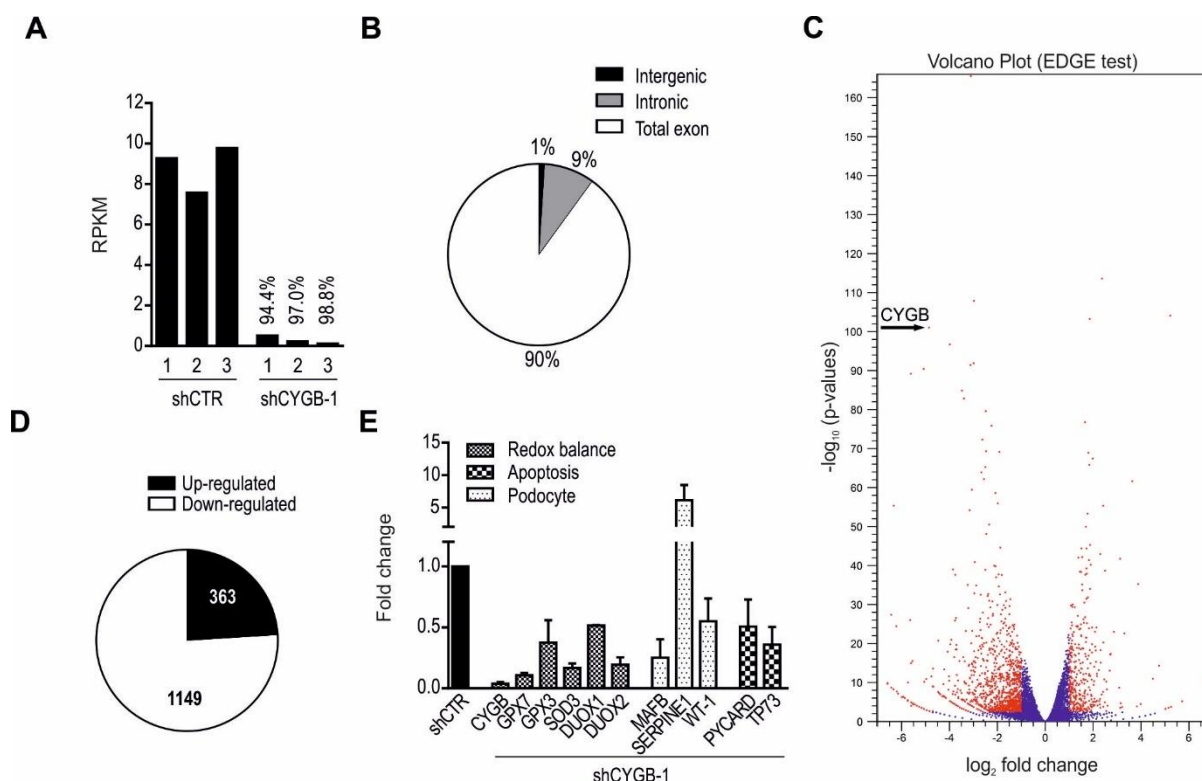 A
RPKM
12
10
8
6
4
2
0
94.4%
97.0%
98.8%
1 2 3 1 2 3
shCTR shCYGB-1
B
Intergenic
Intronic
Total exon
1%
9%
90%
C
Volcano Plot (EDGE test)
-log10 (p-values)
160
150
140
130
120
110
100
90
80
70
60
50
40
30
20
10
0
CYGB
-6 -4 -2 0 2 4 6
log2 fold change
D
Up-regulated
Down-regulated
363
1149
E
Redox balance
Apoptosis
Podocyte
Fold change
15
10
5
1.0
0.5
0.0
shCTR
CYGB
GPX7
GPX3
SOD3
DUOX1
DUOX2
MAFB
SERPINE1
WT-1
PYCARD
TP73
shCYGB-1